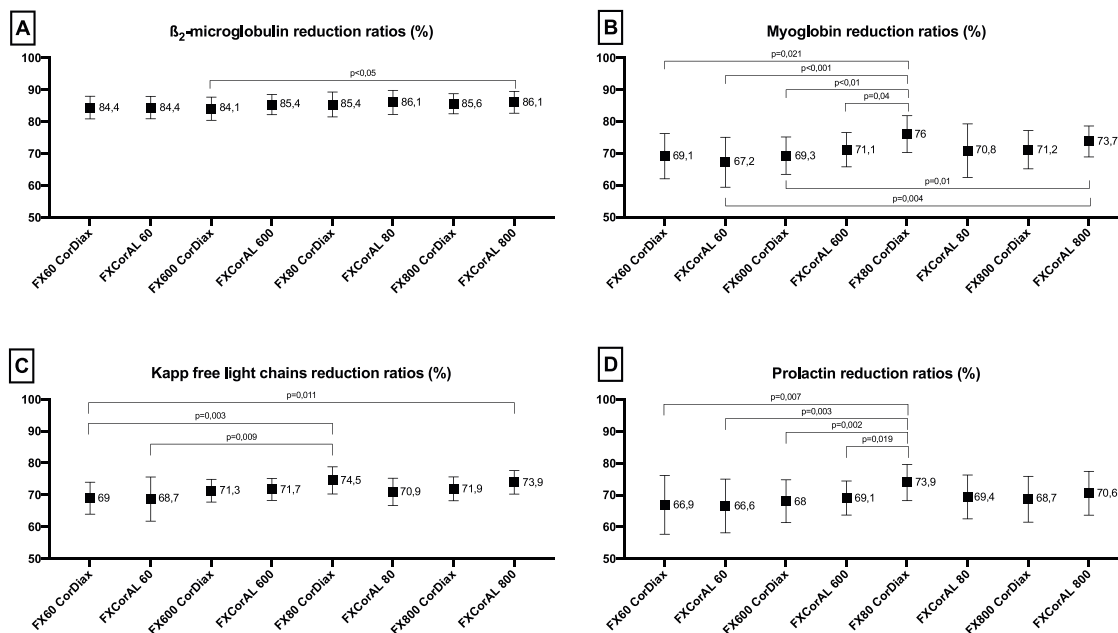 A
ß₂-microglobulin reduction ratios (%)
100
90
80
70
60
50
p<0,05
84,4
84,4
84,1
85,4
85,4
86,1
85,6
86,1
FX60 CorDiax
FXCorAL 60
FX600 CorDiax
FXCorAL 600
FX80 CorDiax
FXCorAL 80
FX800 CorDiax
FXCorAL 800
B
Myoglobin reduction ratios (%)
100
90
80
70
60
50
p=0,021
p<0,001
p<0,01
p=0,04
69,1
67,2
69,3
71,1
76
70,8
71,2
73,7
p=0,01
p=0,004
FX60 CorDiax
FXCorAL 60
FX600 CorDiax
FXCorAL 600
FX80 CorDiax
FXCorAL 80
FX800 CorDiax
FXCorAL 800
C
Kapp free light chains reduction ratios (%)
100
90
80
70
60
50
p=0,011
p=0,003
p=0,009
69
68,7
71,3
71,7
74,5
70,9
71,9
73,9
FX60 CorDiax
FXCorAL 60
FX600 CorDiax
FXCorAL 600
FX80 CorDiax
FXCorAL 80
FX800 CorDiax
FXCorAL 800
D
Prolactin reduction ratios (%)
100
90
80
70
60
50
p=0,007
p=0,003
p=0,002
p=0,019
66,9
66,6
68
69,1
73,9
69,4
68,7
70,6
FX60 CorDiax
FXCorAL 60
FX600 CorDiax
FXCorAL 600
FX80 CorDiax
FXCorAL 80
FX800 CorDiax
FXCorAL 800